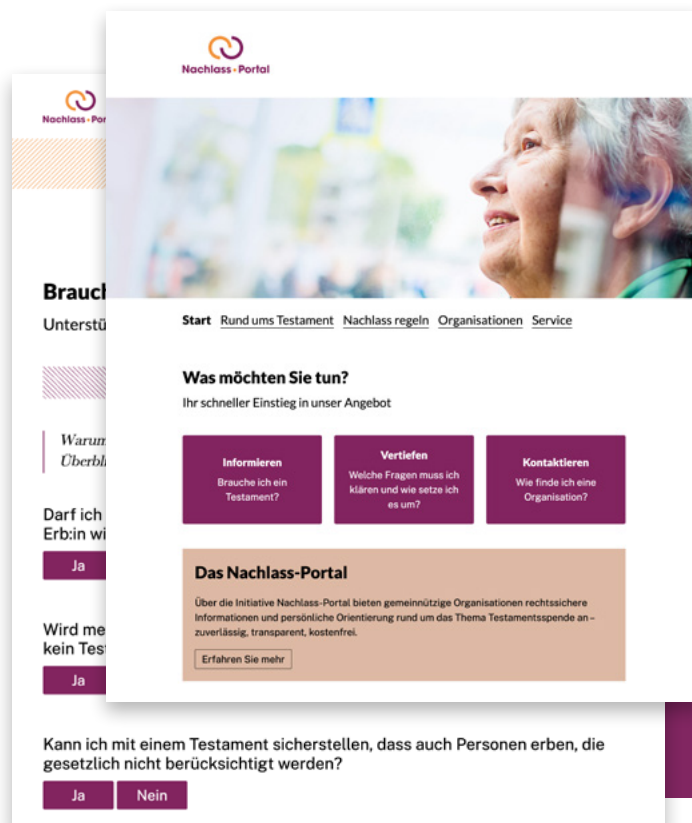 Nachlass•Portal
Start Rund ums Testament Nachlass regeln Organisationen Service
Was möchten Sie tun?
Ihr schneller Einstieg in unser Angebot
Informieren
Brauche ich ein
Testament?
Vertiefen
Welche Fragen muss ich
klären und wie setze ich
es um?
Kontaktieren
Wie finde ich eine
Organisation?
Das Nachlass-Portal
Über die Initiative Nachlass-Portal bieten gemeinnützige Organisationen rechtssichere
Informationen und persönliche Orientierung rund um das Thema Testamentsspende an –
zuverlässig, transparent, kostenfrei.
Erfahren Sie mehr
Nachlass•Por
Brauch
Unterstü
Warum
Überbli
Darf ich
Erb:in wi
Ja
Wird me
kein Tes
Ja
Kann ich mit einem Testament sicherstellen, dass auch Personen erben, die
gesetzlich nicht berücksichtigt werden?
Ja Nein